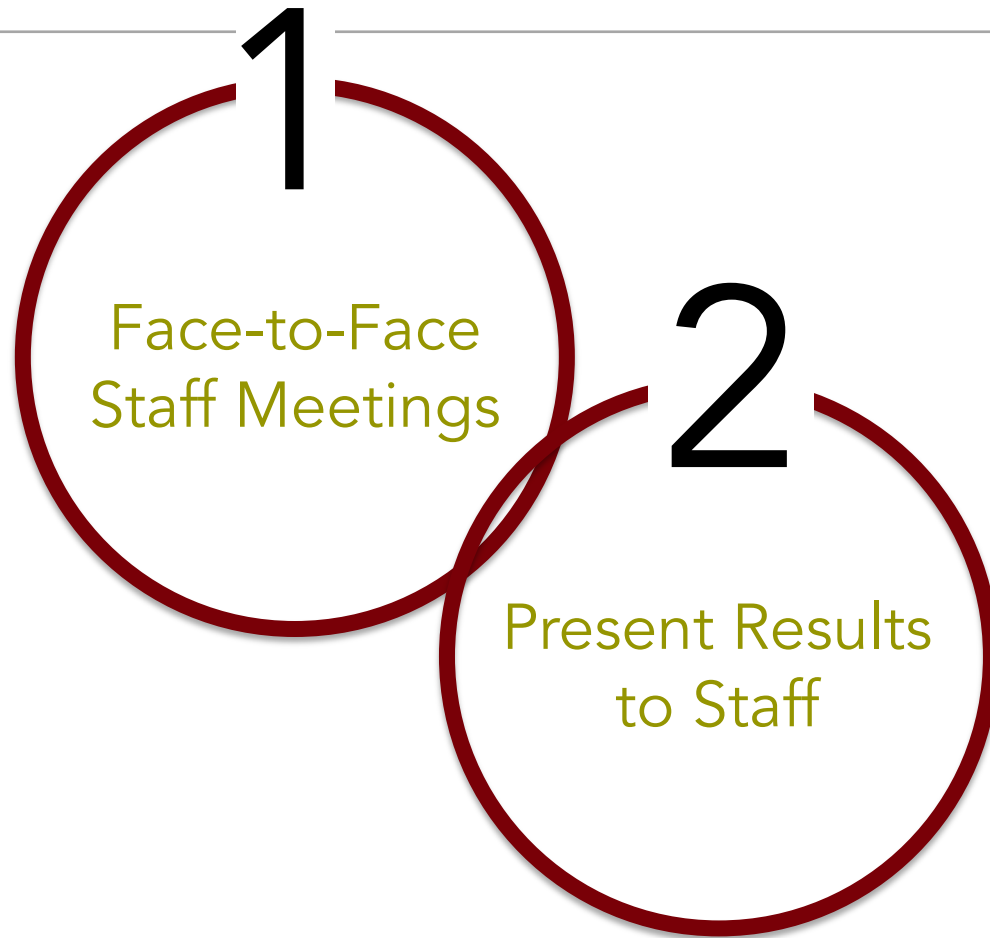 1
Face-to-Face
Staff Meetings
2
Present Results
to Staff